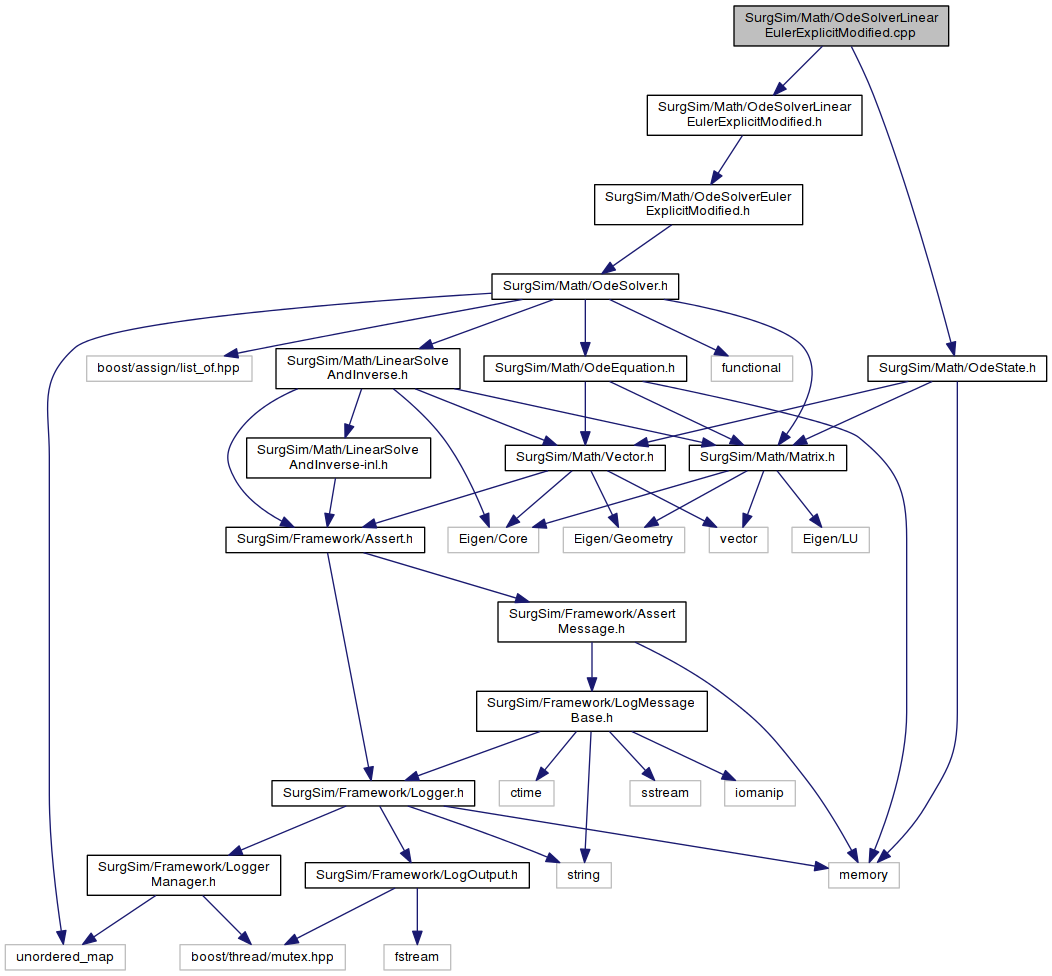 SurgSim/Math/OdeSolverLinear
EulerExplicitModified.cpp
SurgSim/Math/OdeSolverLinear
EulerExplicitModified.h
SurgSim/Math/OdeSolverEuler
ExplicitModified.h
SurgSim/Math/OdeSolver.h
boost/assign/list_of.hpp
SurgSim/Math/LinearSolve
AndInverse.h
SurgSim/Math/OdeEquation.h
functional
SurgSim/Math/OdeState.h
SurgSim/Math/LinearSolve
AndInverse-inl.h
SurgSim/Math/Vector.h
SurgSim/Math/Matrix.h
SurgSim/Framework/Assert.h
Eigen/Core
Eigen/Geometry
vector
Eigen/LU
SurgSim/Framework/Assert
Message.h
SurgSim/Framework/LogMessage
Base.h
SurgSim/Framework/Logger.h
ctime
sstream
iomanip
SurgSim/Framework/Logger
Manager.h
SurgSim/Framework/LogOutput.h
string
memory
unordered_map
boost/thread/mutex.hpp
fstream